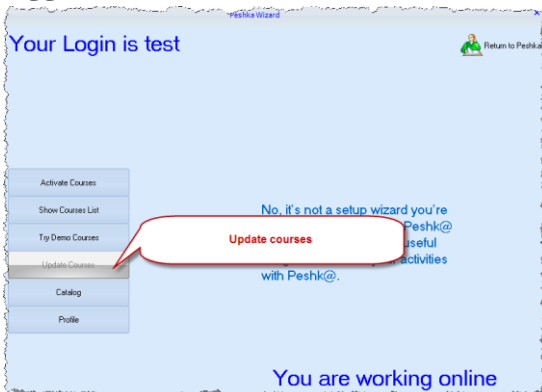 Peshka Wizard
Your Login is test
Return to Peshka
Activate Courses
Show Courses List
Try Demo Courses
Update Courses
Catalog
Profile
Update courses
No, it's not a setup wizard you're
Peshk@
useful
activities
with Peshk@.
You are working online